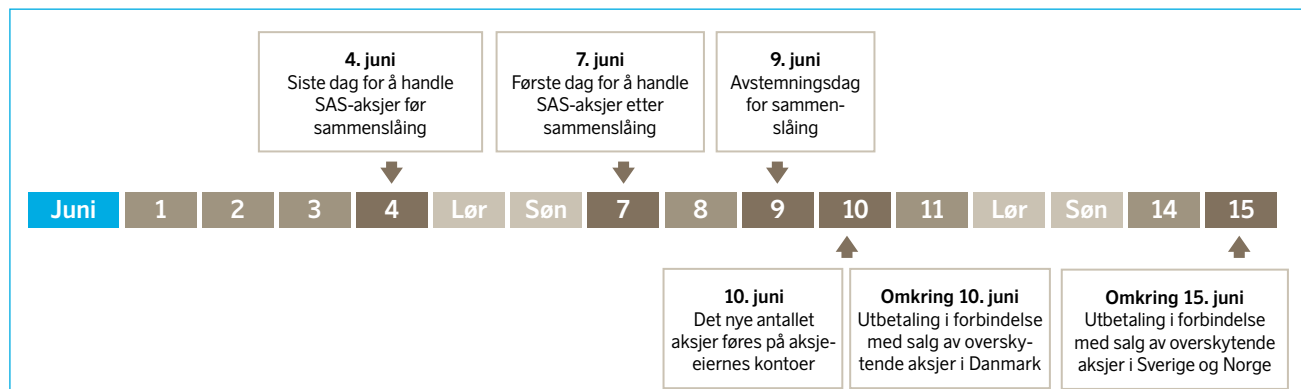 4. juni
Siste dag for å handle
SAS-aksjer før
sammenslåing
7. juni
Første dag for å handle
SAS-aksjer etter
sammenslåing
9. juni
Avstemningsdag
for sammen-
slåing
Juni 1 2 3 4 Lør Søn 7 8 9 10 11 Lør Søn 14 15
10. juni
Det nye antallet
aksjer føres på aksje-
eiernes kontoer
Omkring 10. juni
Utbetaling i forbindelse
med salg av oversky-
tende aksjer i Danmark
Omkring 15. juni
Utbetaling i forbindelse
med salg av overskytende
aksjer i Sverige og Norge